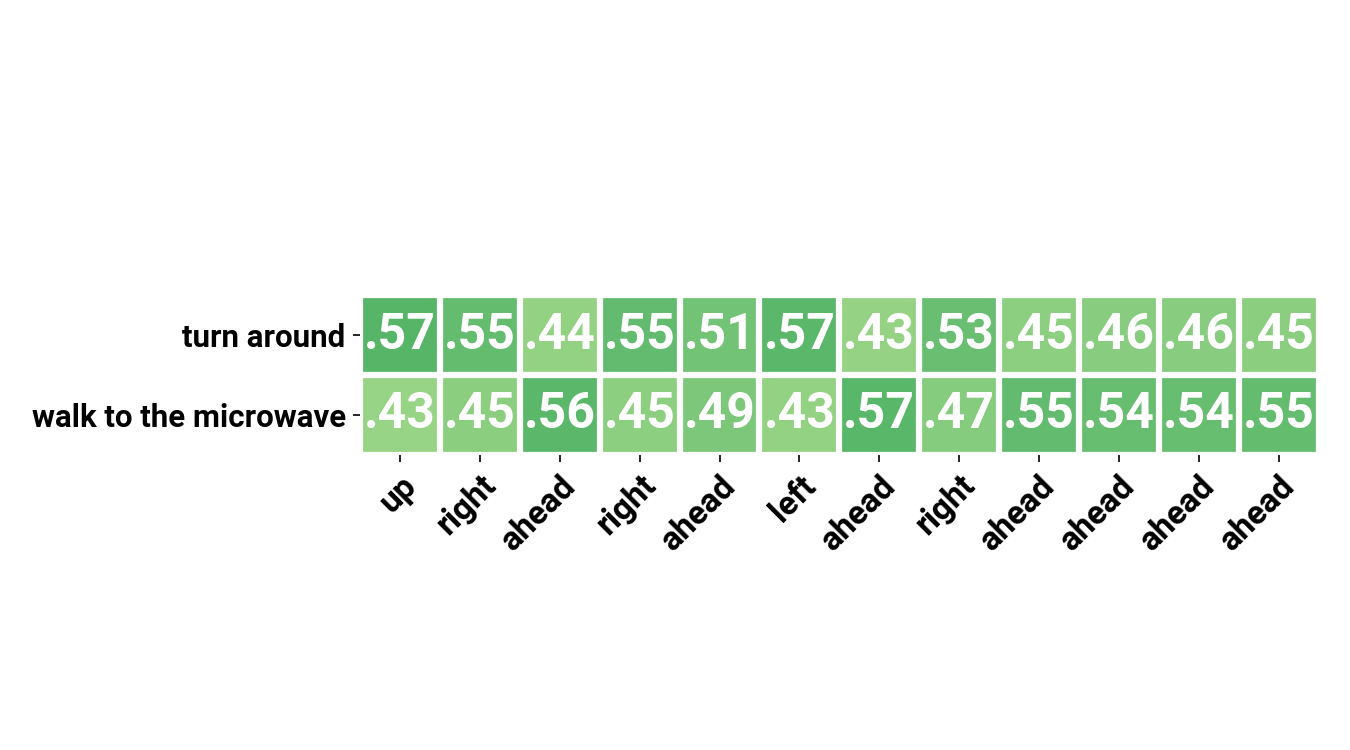 turn around .57 .55 .44 .55 .51 .57 .43 .53 .45 .46 .46 .45
walk to the microwave .43 .45 .56 .45 .49 .43 .57 .47 .55 .54 .54 .55
up right ahead right ahead left ahead right ahead ahead ahead ahead